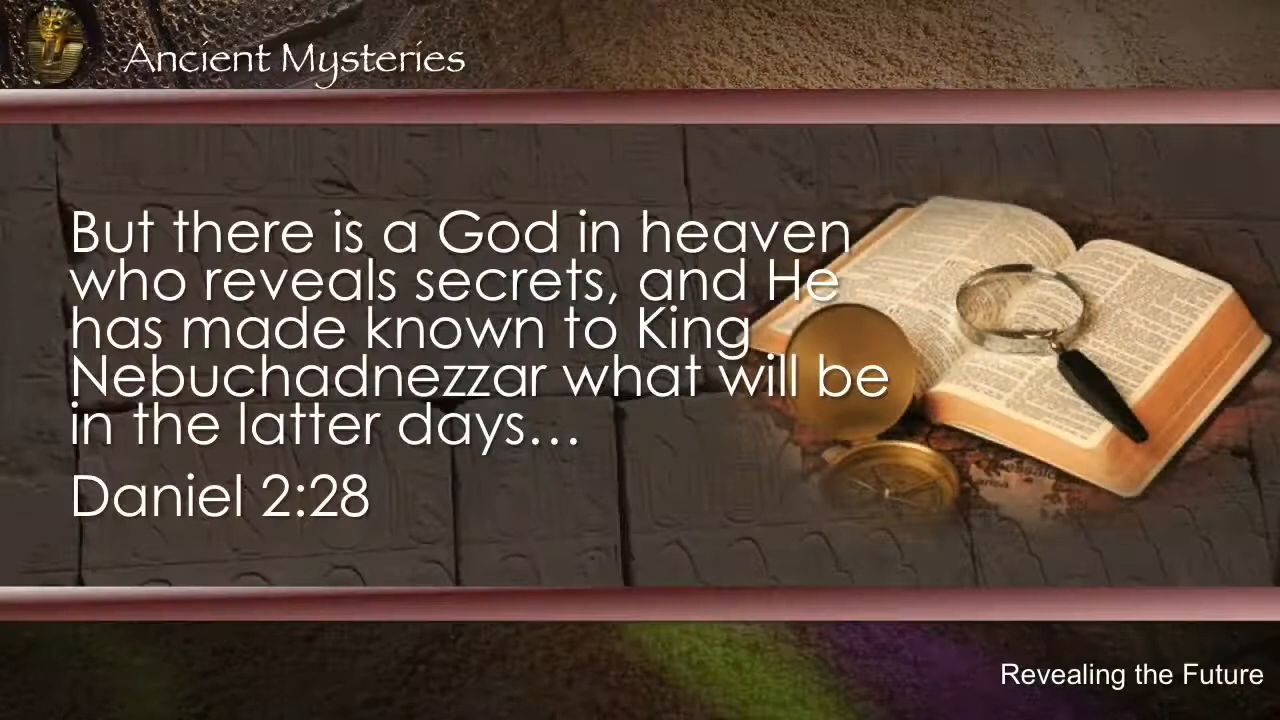 Ancient Mysteries
But there is a God in heaven
who reveals secrets, and He
has made known to King
Nebuchadnezzar what will be
in the latter days…
Daniel 2:28
Revealing the Future